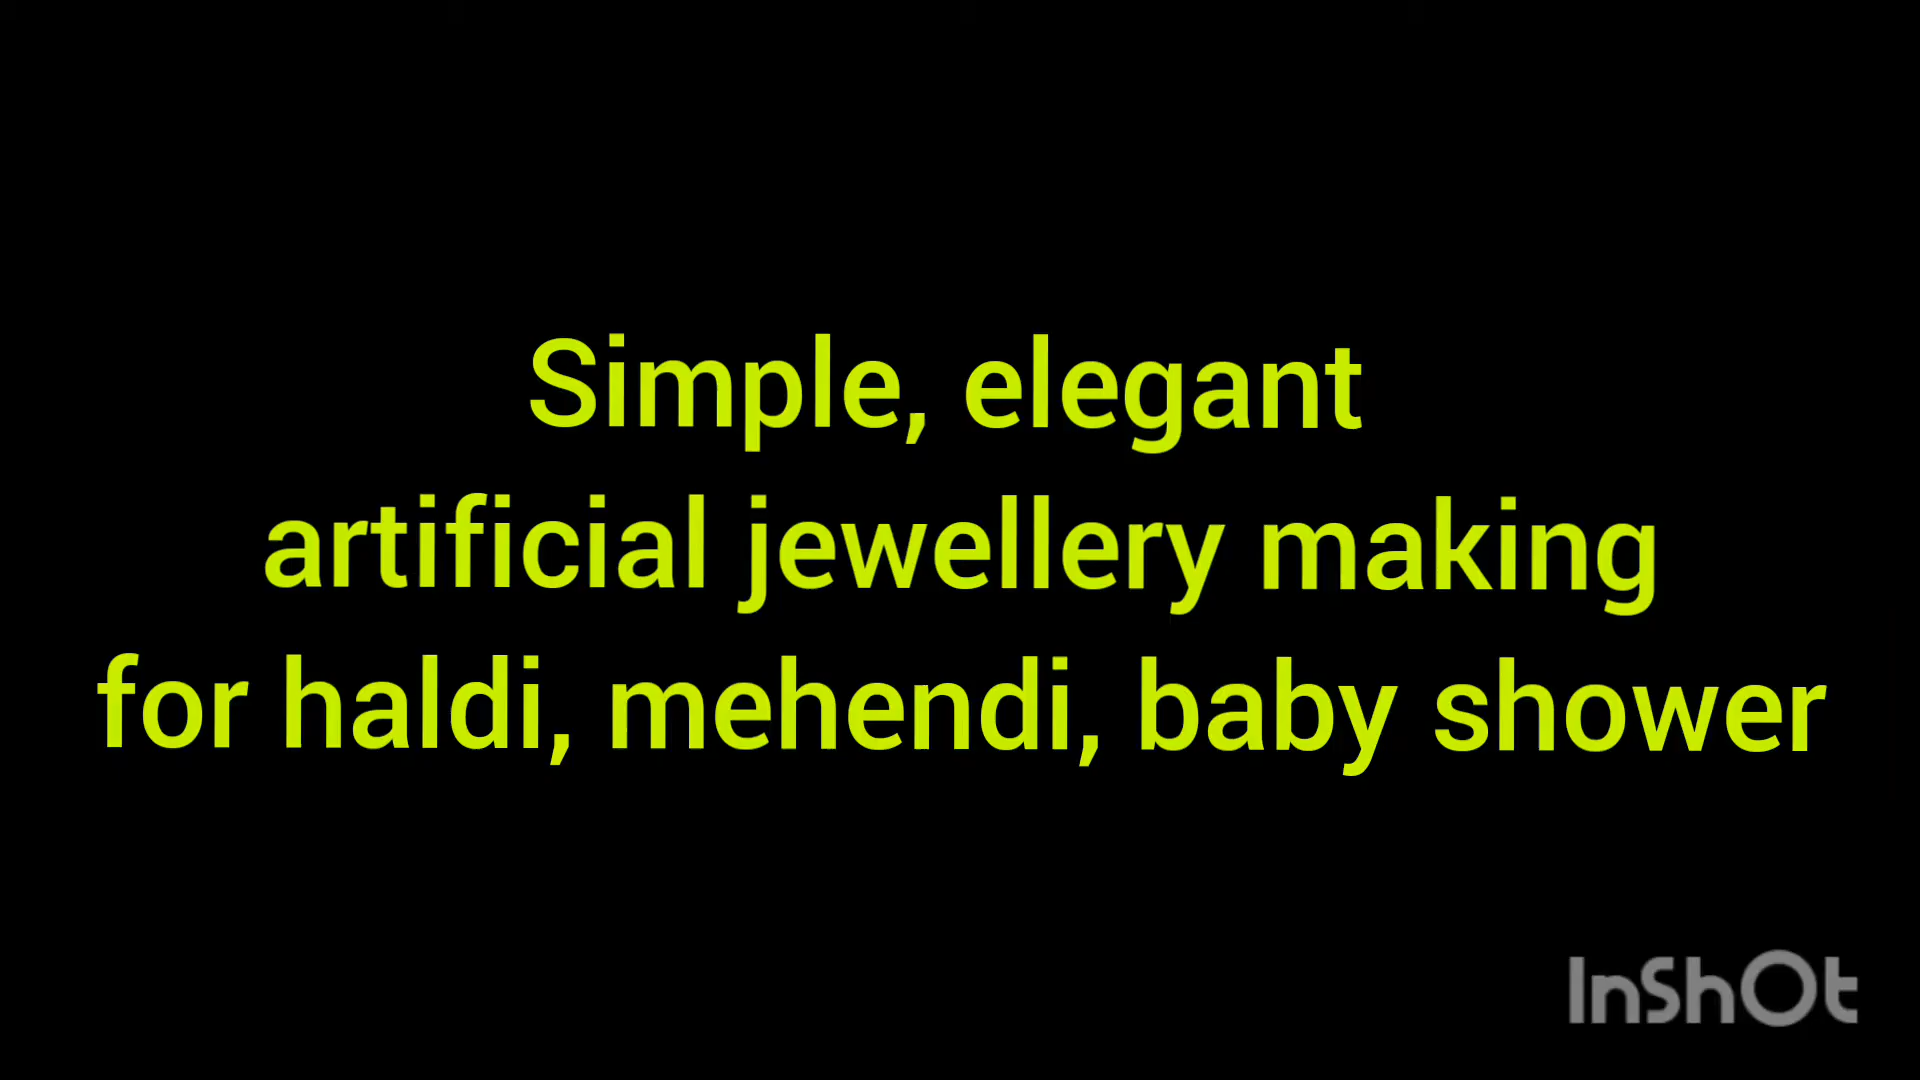 Simple, elegant
artificial jewellery making
for haldi, mehendi, baby shower
InShOt